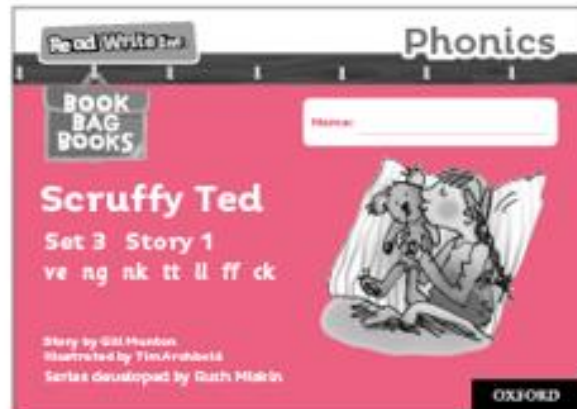 Read Write Inc.
Phonics
BOOK
BAG
BOOKS
Name:
Scruffy Ted
Set 3 Story 1
ve ng nk tt ll ff ck
Story by Gill Munton
Illustrated by Tim Archbold
Series developed by Ruth Miskin
OXFORD